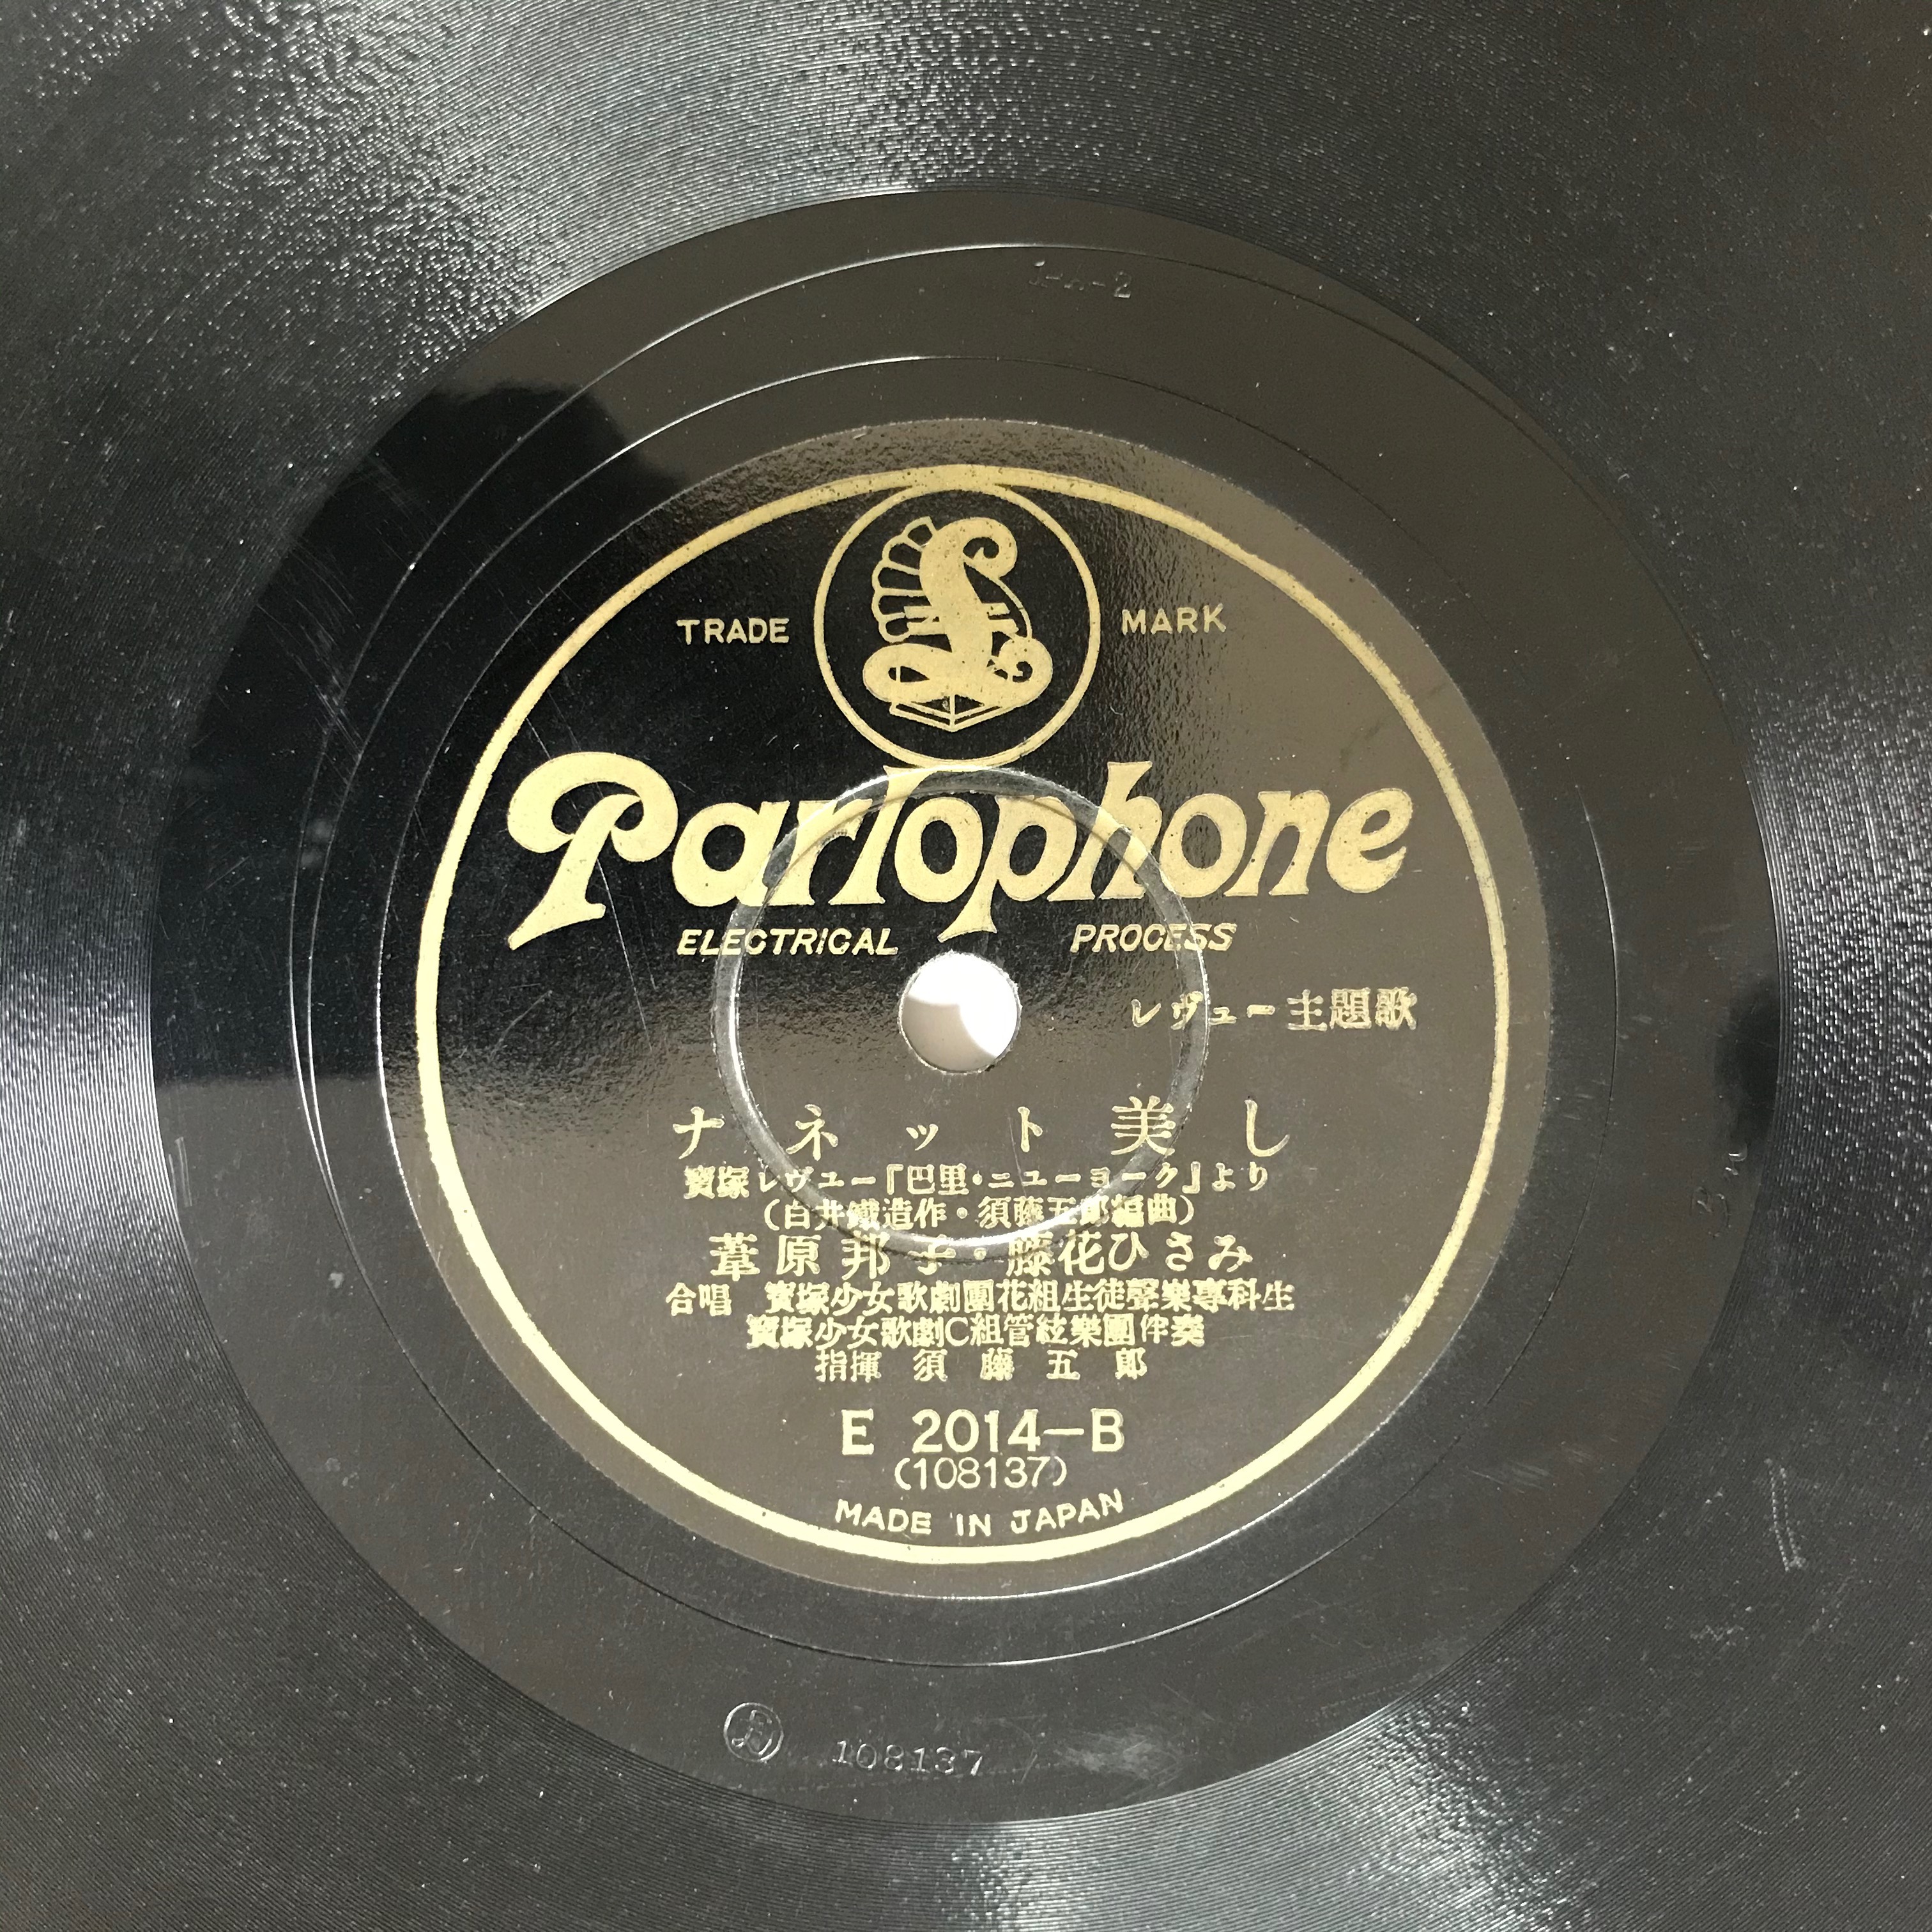 TRADE MARK
Parlophone
ELECTRICAL PROCESS
レヴュー主題歌
ナネット美し
寶塚レヴュー『巴里・ニューヨーク』より
(白井鐵造作・須藤五郎編曲)
葦原邦子・藤花ひさみ
合唱 寶塚少女歌劇團花組生徒聲樂專科生
寶塚少女歌劇C組管絃樂團伴奏
指揮 須藤五郎
E 2014-B
(108137)
MADE IN JAPAN
108137